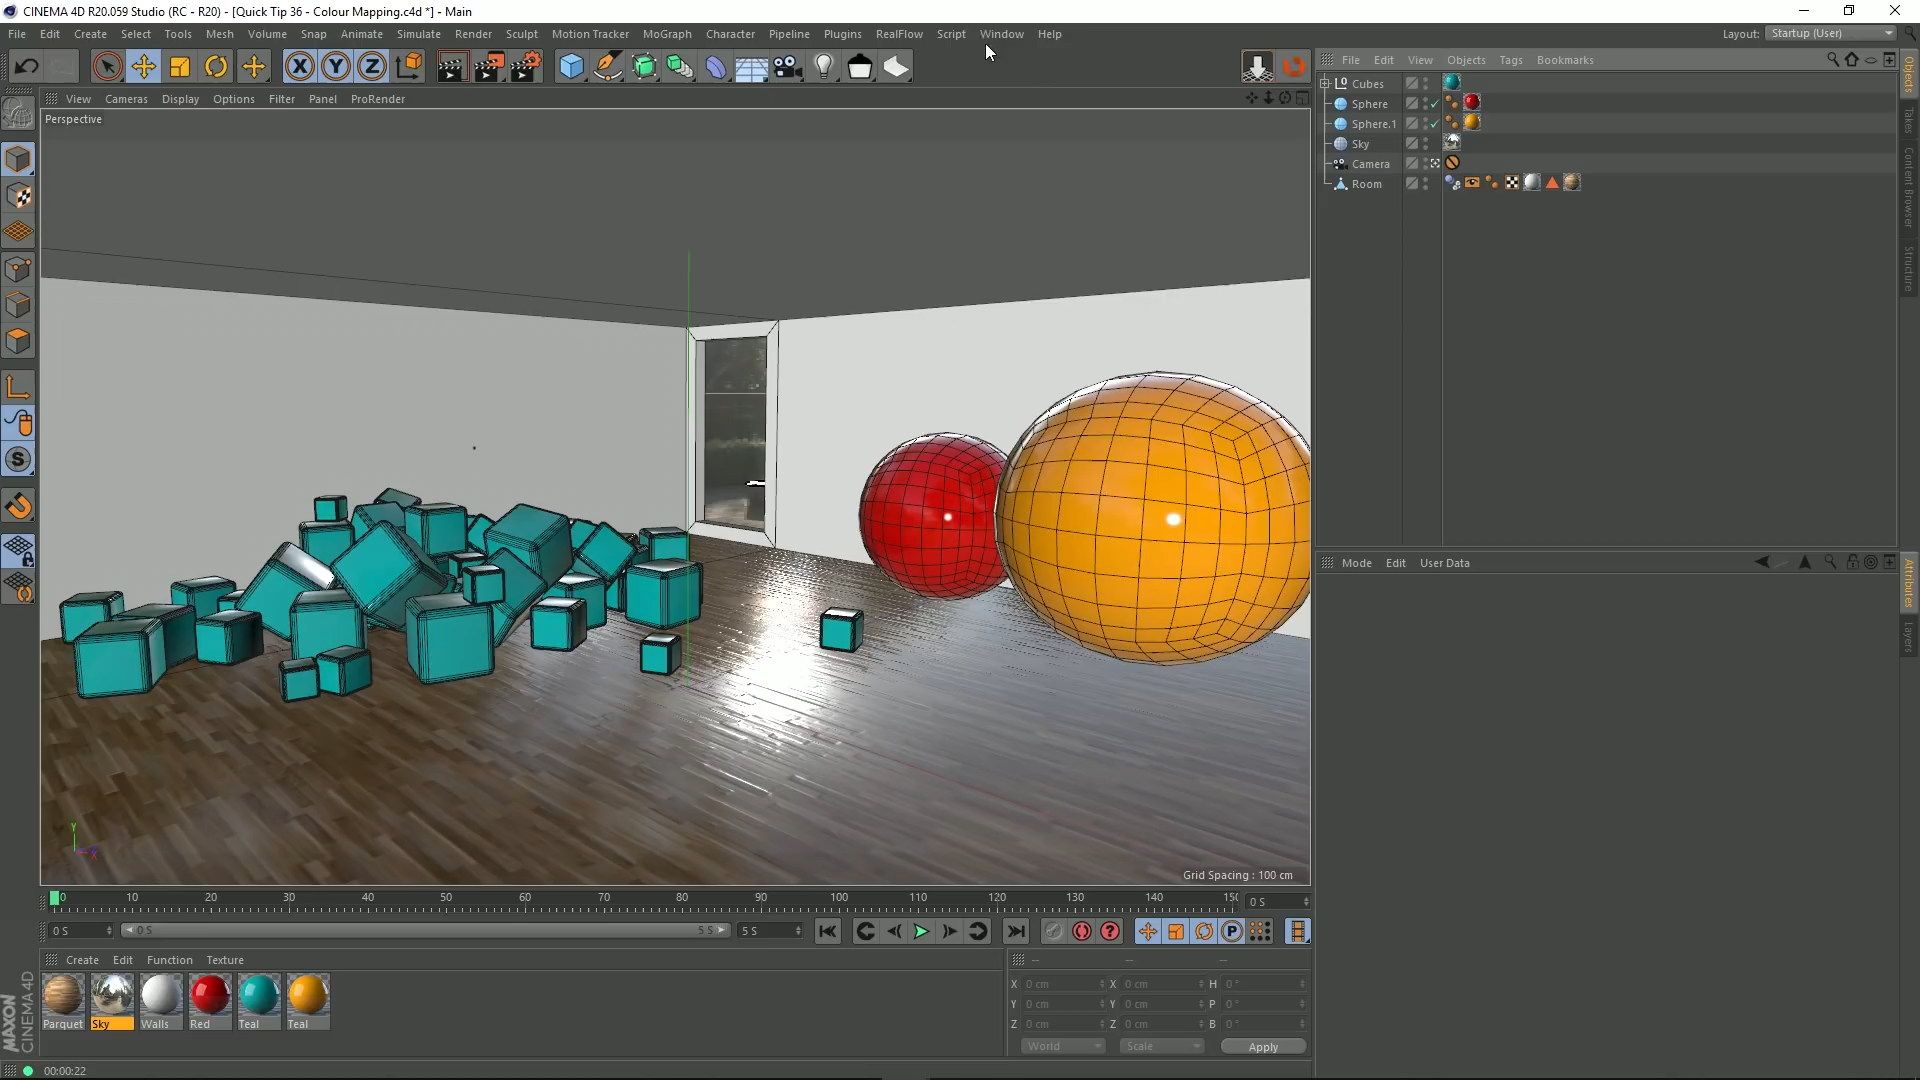 CINEMA 4D R20.059 Studio (RC - R20) - [Quick Tip 36 - Colour Mapping.c4d *] - Main
File Edit Create Select Tools Mesh Volume Snap Animate Simulate Render Sculpt Motion Tracker MoGraph Character Pipeline Plugins RealFlow Script Window Help
Layout: Startup (User)
View Cameras Display Options Filter Panel ProRender
File Edit View Objects Tags Bookmarks
Perspective
Cubes
Sphere
Sphere.1
Sky
Camera
Room
Objects
Takes
Content Browser
Structure
Mode Edit User Data
Attributes
Layers
Grid Spacing : 100 cm
0 10 20 30 40 50 60 70 80 90 100 110 120 130 140 15
0 S
0 S 0 S 5 S 5 S
Create Edit Function Texture
-- -- --
X 0 cm X 0 cm H 0 °
Y 0 cm Y 0 cm P 0 °
Z 0 cm Z 0 cm B 0 °
World Scale Apply
Parquet Sky Walls Red Teal Teal
MAXON
CINEMA 4D
00:00:22